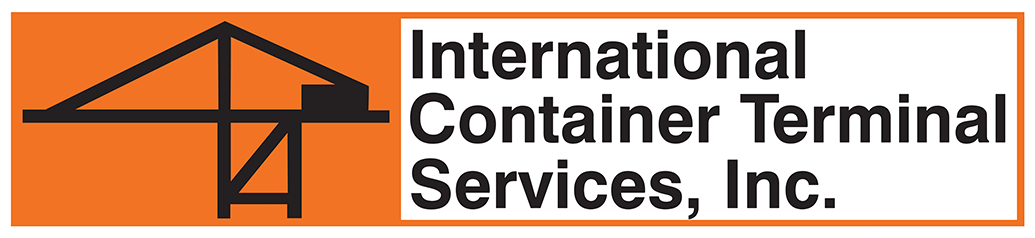 International
Container Terminal
Services, Inc.